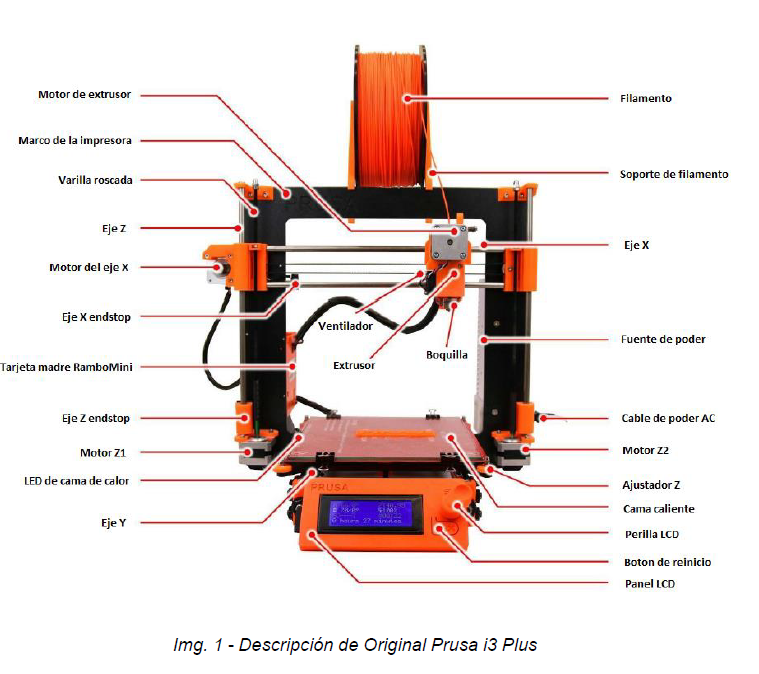 Motor de extrusor
Marco de la impresora
Varilla roscada
Eje Z
Motor del eje X
Eje X endstop
Tarjeta madre RamboMini
Eje Z endstop
Motor Z1
LED de cama de calor
Eje Y
Ventilador
Extrusor
Boquilla
Filamento
Soporte de filamento
Eje X
Fuente de poder
Cable de poder AC
Motor Z2
Ajustador Z
Cama caliente
Perilla LCD
Boton de reinicio
Panel LCD
PRUSA
PRUSA
Img. 1 - Descripción de Original Prusa i3 Plus